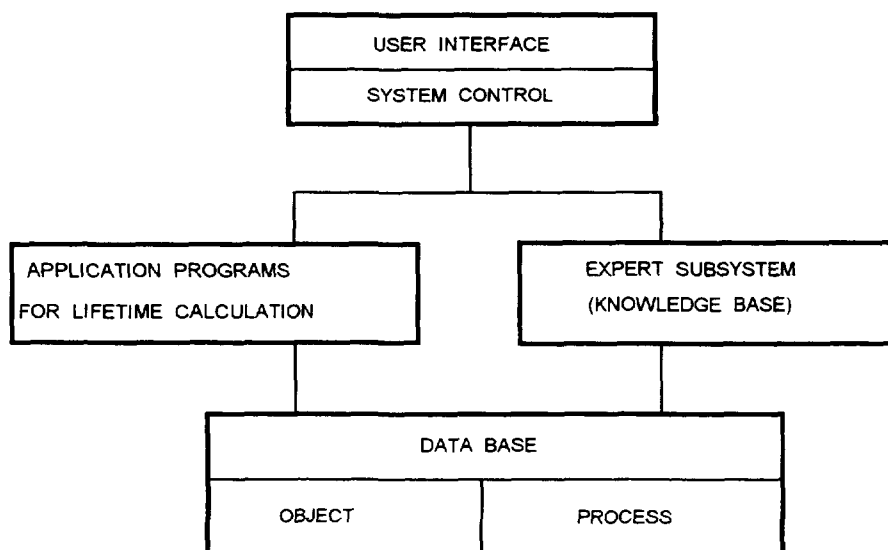 USER INTERFACE
SYSTEM CONTROL
APPLICATION PROGRAMS
FOR LIFETIME CALCULATION
EXPERT SUBSYSTEM
(KNOWLEDGE BASE)
DATA BASE
OBJECT
PROCESS